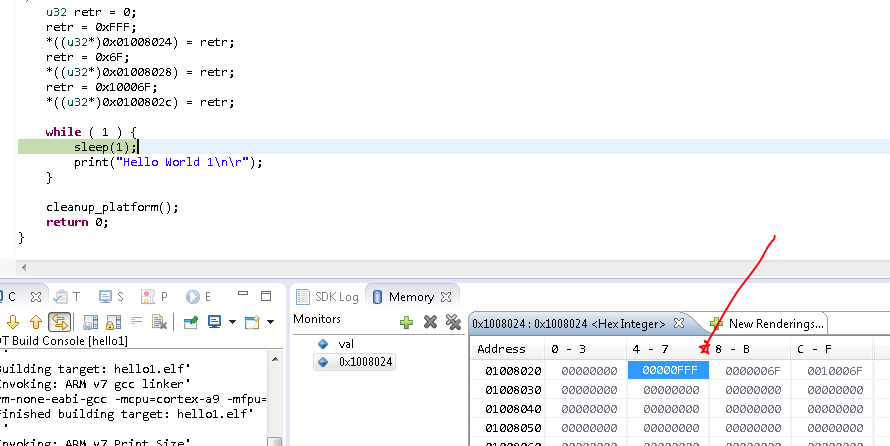 u32 retr = 0;
retr = 0xFFF;
*((u32*)0x01008024) = retr;
retr = 0x6F;
*((u32*)0x01008028) = retr;
retr = 0x10006F;
*((u32*)0x0100802c) = retr;
while ( 1 ) {
sleep(1);
print("Hello World 1\n\r");
}
cleanup_platform();
return 0;
}
C T S P E
DT Build Console [hello1]
Building target: hello1.elf'
Invoking: ARM v7 gcc linker'
rm-none-eabi-gcc -mcpu=cortex-a9 -mfpu=
Finished building target: hello1.elf'
Invoking: ARM v7 Print Size'
SDK Log Memory
Monitors
val
0x1008024
0x1008024 : 0x1008024 <Hex Integer> New Renderings...
Address 0 - 3 4 - 7 8 - B C - F
01008020 00000000 00000FFF 0000006F 0010006F
01008030 00000000 00000000 00000000 00000000
01008040 00000000 00000000 00000000 00000000
01008050 00000000 00000000 00000000 00000000
01008060 00000000 00000000 00000000 00000000